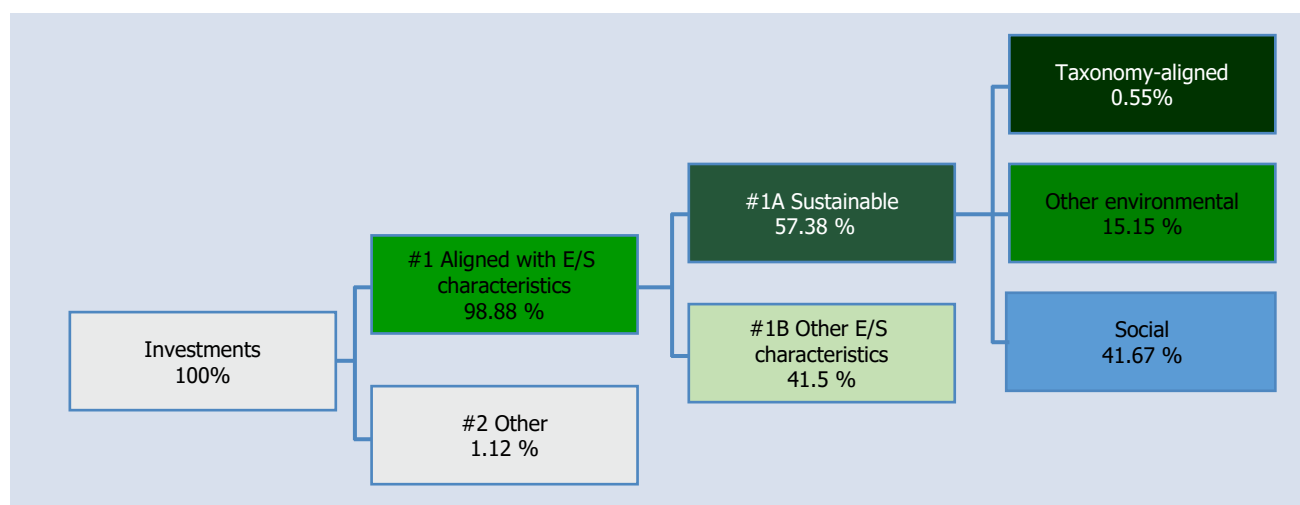 Investments
100%
#1 Aligned with E/S
characteristics
98.88 %
#2 Other
1.12 %
#1A Sustainable
57.38 %
#1B Other E/S
characteristics
41.5 %
Taxonomy-aligned
0.55%
Other environmental
15.15 %
Social
41.67 %